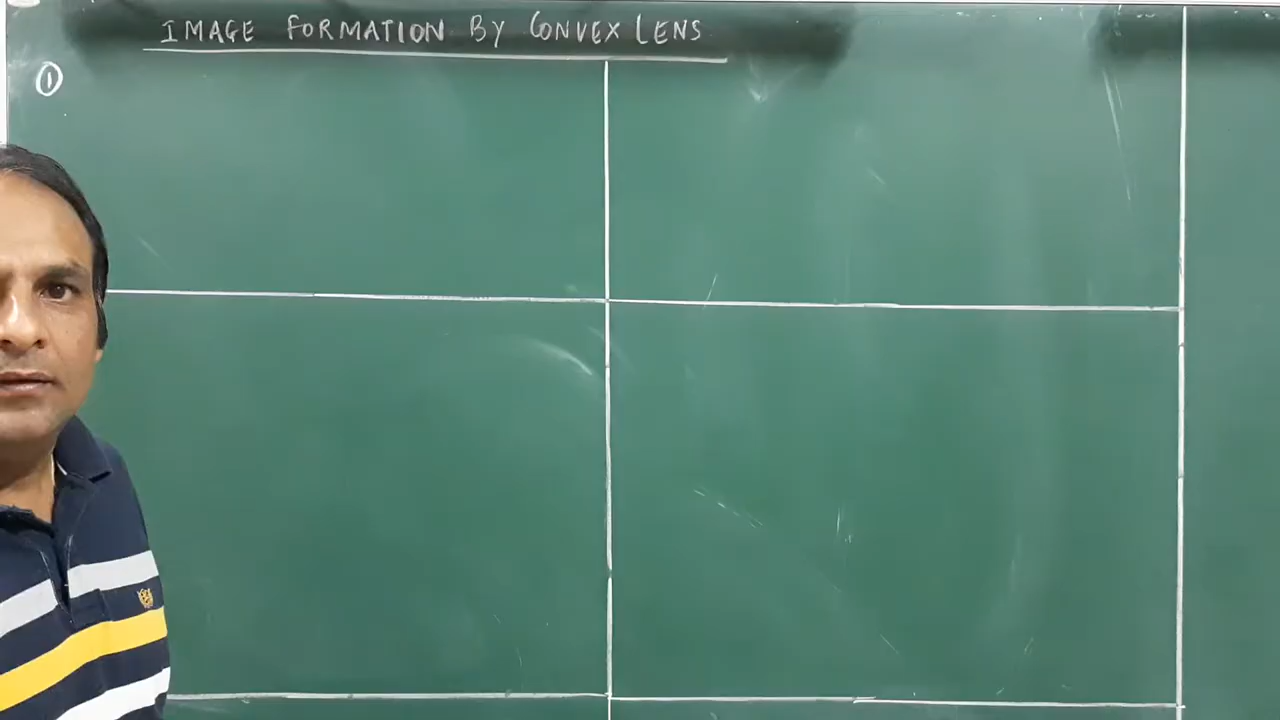 IMAGE FORMATION BY CONVEX LENS
①